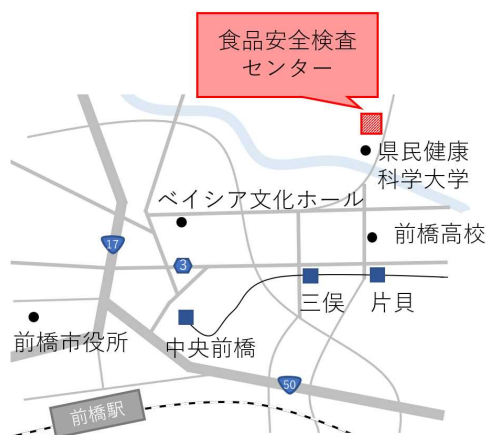 食品安全検査
センター
県民健康
科学大学
ベイシア文化ホール
前橋高校
17
3
三俣
片貝
前橋市役所
中央前橋
50
前橋駅